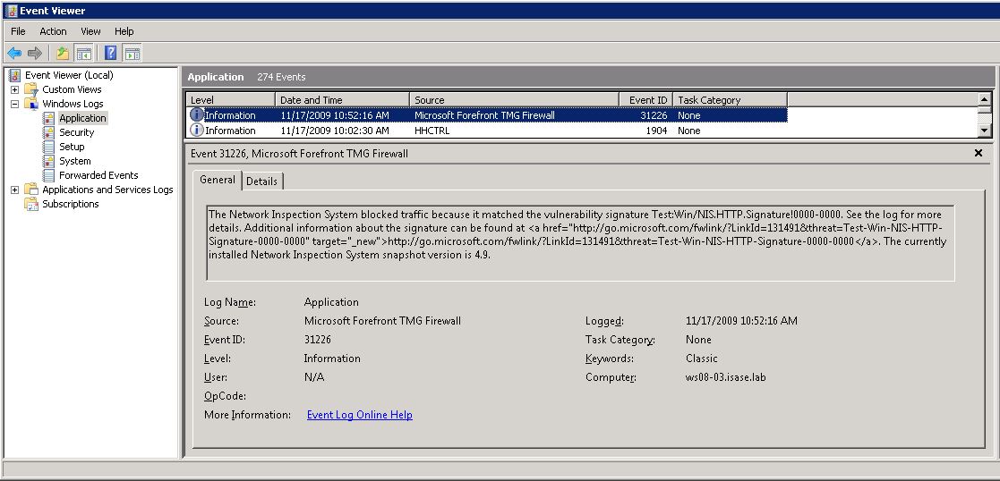 Event Viewer
File Action View Help
Event Viewer (Local)
Custom Views
Windows Logs
Application
Security
Setup
System
Forwarded Events
Applications and Services Logs
Subscriptions
Application 274 Events
Level Date and Time Source Event ID Task Category
Information 11/17/2009 10:52:16 AM Microsoft Forefront TMG Firewall 31226 None
Information 11/17/2009 10:02:30 AM HHCTRL 1904 None
Event 31226, Microsoft Forefront TMG Firewall
General Details
The Network Inspection System blocked traffic because it matched the vulnerability signature Test:Win/NIS.HTTP.Signature!0000-0000. See the log for more
details. Additional information about the signature can be found at <a href="http://go.microsoft.com/fwlink/?LinkId=131491&threat=Test-Win-NIS-HTTP-
Signature-0000-0000" target="_new">http://go.microsoft.com/fwlink/?LinkId=131491&threat=Test-Win-NIS-HTTP-Signature-0000-0000</a>. The currently
installed Network Inspection System snapshot version is 4.9.
Log Name: Application
Source: Microsoft Forefront TMG Firewall Logged: 11/17/2009 10:52:16 AM
Event ID: 31226 Task Category: None
Level: Information Keywords: Classic
User: N/A Computer: ws08-03.isase.lab
OpCode:
More Information: Event Log Online Help